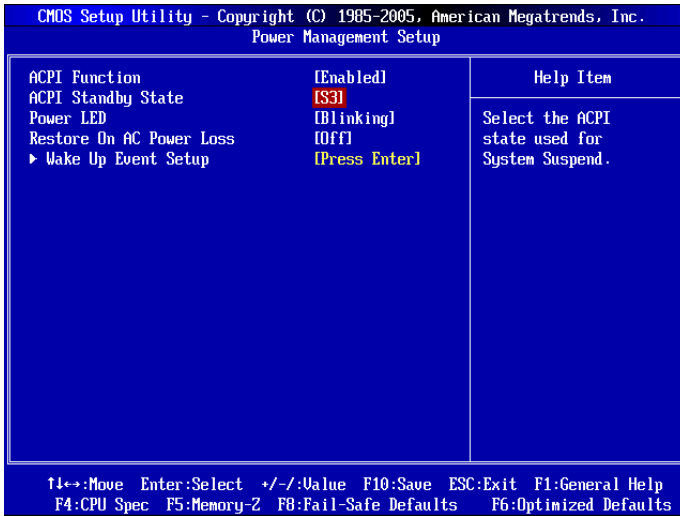 CMOS Setup Utility - Copyright (C) 1985-2005, American Megatrends, Inc.
Power Management Setup
ACPI Function [Enabled]
ACPI Standby State [S3]
Power LED [Blinking]
Restore On AC Power Loss [Off]
▶ Wake Up Event Setup [Press Enter]
Help Item
Select the ACPI
state used for
System Suspend.
↑↓←→:Move Enter:Select +/-/:Value F10:Save ESC:Exit F1:General Help
F4:CPU Spec F5:Memory-Z F8:Fail-Safe Defaults F6:Optimized Defaults